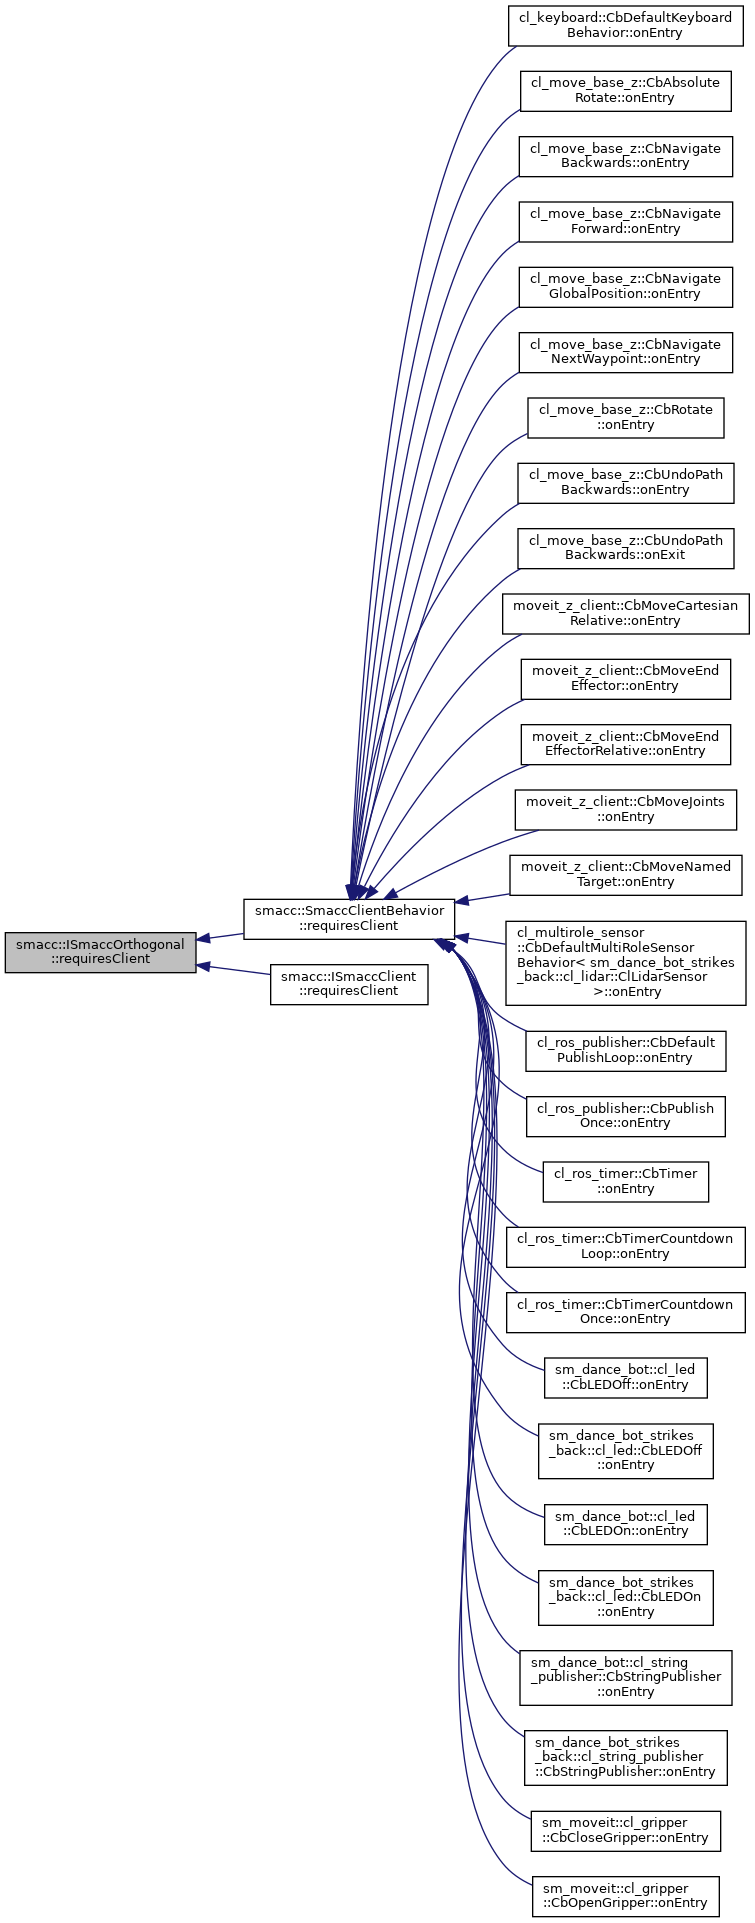 cl_keyboard::CbDefaultKeyboard
Behavior::onEntry
cl_move_base_z::CbAbsolute
Rotate::onEntry
cl_move_base_z::CbNavigate
Backwards::onEntry
cl_move_base_z::CbNavigate
Forward::onEntry
cl_move_base_z::CbNavigate
GlobalPosition::onEntry
cl_move_base_z::CbNavigate
NextWaypoint::onEntry
cl_move_base_z::CbRotate
::onEntry
cl_move_base_z::CbUndoPath
Backwards::onEntry
cl_move_base_z::CbUndoPath
Backwards::onExit
moveit_z_client::CbMoveCartesian
Relative::onEntry
moveit_z_client::CbMoveEnd
Effector::onEntry
moveit_z_client::CbMoveEnd
EffectorRelative::onEntry
moveit_z_client::CbMoveJoints
::onEntry
moveit_z_client::CbMoveNamed
Target::onEntry
smacc::SmaccClientBehavior
::requiresClient
smacc::ISmaccOrthogonal
::requiresClient
smacc::ISmaccClient
::requiresClient
cl_multirole_sensor
::CbDefaultMultiRoleSensor
Behavior< sm_dance_bot_strikes
_back::cl_lidar::ClLidarSensor
>::onEntry
cl_ros_publisher::CbDefault
PublishLoop::onEntry
cl_ros_publisher::CbPublish
Once::onEntry
cl_ros_timer::CbTimer
::onEntry
cl_ros_timer::CbTimerCountdown
Loop::onEntry
cl_ros_timer::CbTimerCountdown
Once::onEntry
sm_dance_bot::cl_led
::CbLEDOff::onEntry
sm_dance_bot_strikes
_back::cl_led::CbLEDOff
::onEntry
sm_dance_bot::cl_led
::CbLEDOn::onEntry
sm_dance_bot_strikes
_back::cl_led::CbLEDOn
::onEntry
sm_dance_bot::cl_string
_publisher::CbStringPublisher
::onEntry
sm_dance_bot_strikes
_back::cl_string_publisher
::CbStringPublisher::onEntry
sm_moveit::cl_gripper
::CbCloseGripper::onEntry
sm_moveit::cl_gripper
::CbOpenGripper::onEntry